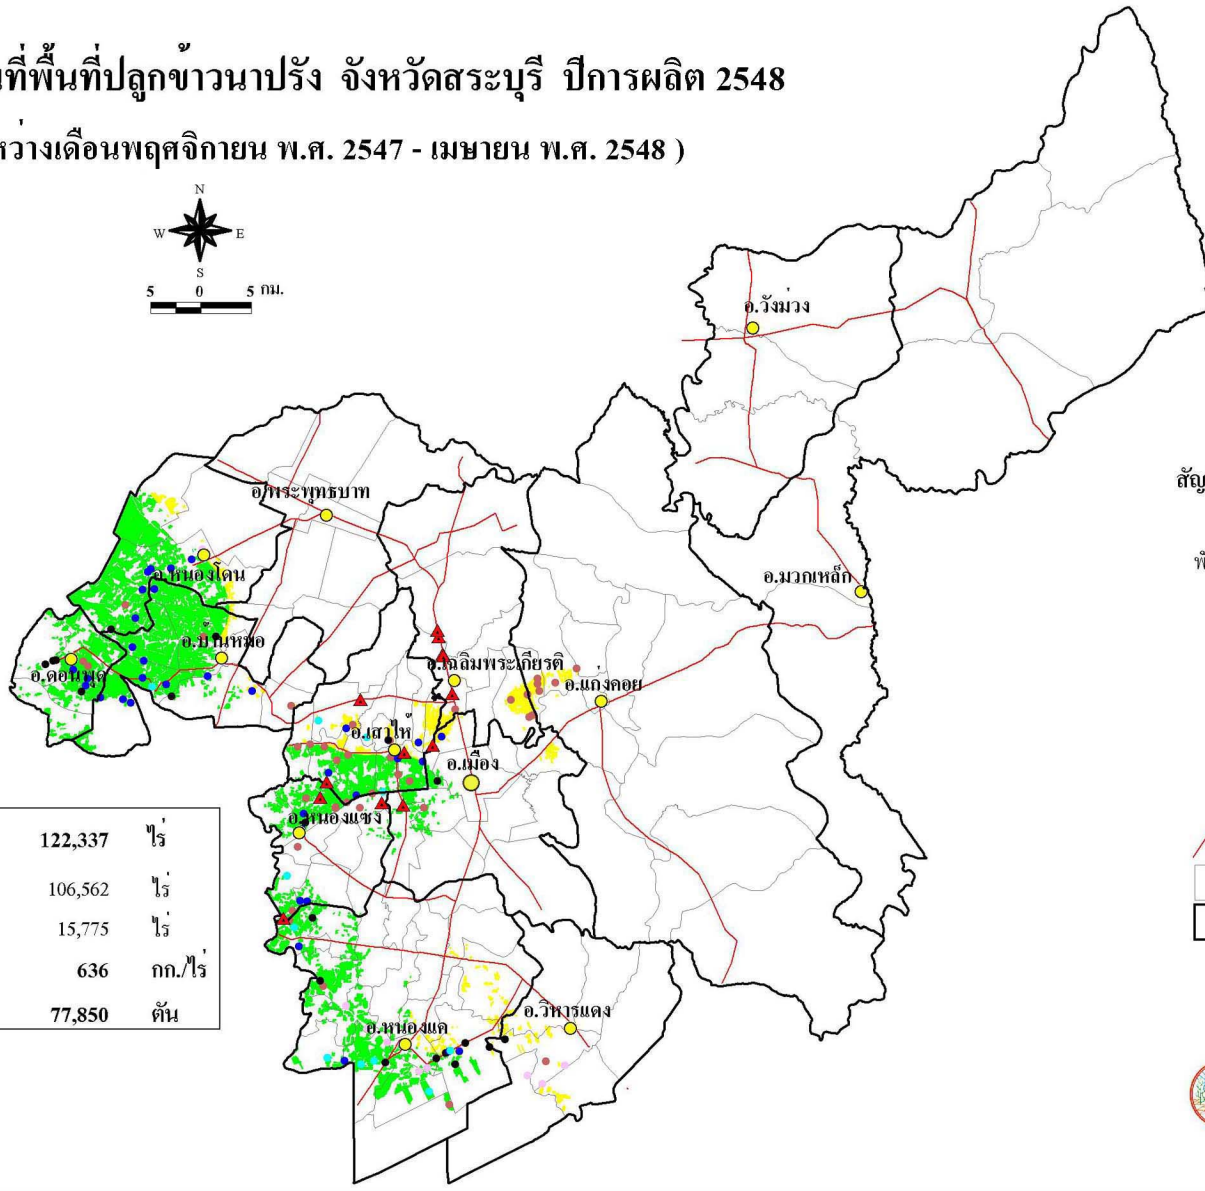 นที่พื้นที่ปลูกข้าวนาปรัง จังหวัดสระบุรี ปีการผลิต 2548
หว่างเดือนพฤศจิกายน พ.ศ. 2547 - เมษายน พ.ศ. 2548 )
N
W E
S
5 0 5 กม.
อ.วังม่วง
สัญ
อ.พระพุทธบาท
อ.หนองโดน
อ.มวกเหล็ก
อ.บ้านหมอ
อ.เฉลิมพระเกียรติ
อ.ดอนพุด
อ.แก่งคอย
อ.เสาไห้
อ.เมือง
อ.หนองแซง
122,337 ไร่
106,562 ไร่
15,775 ไร่
636 กก./ไร่
77,850 ตัน
อ.วิหารแดง
อ.หนองแค